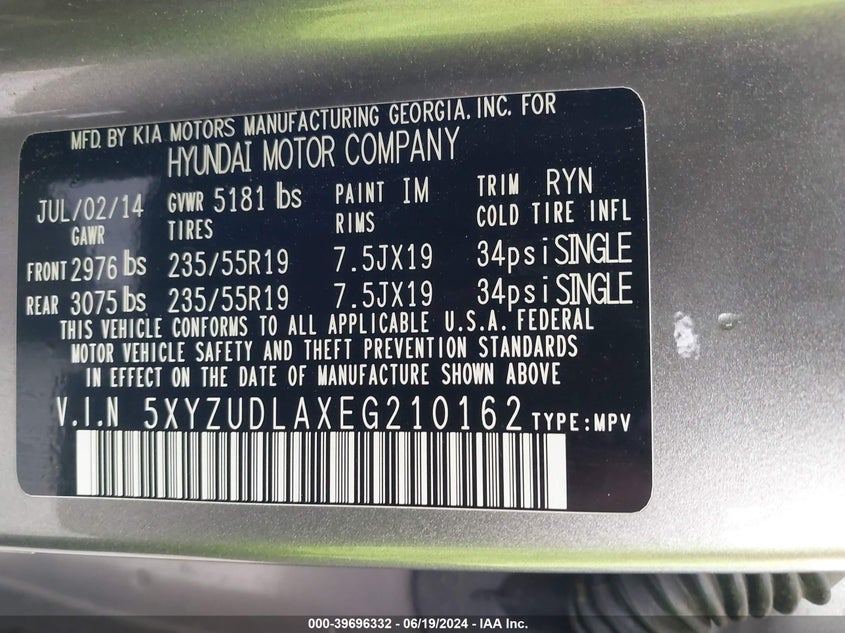 MFD. BY KIA MOTORS MANUFACTURING GEORGIA. INC. FOR
HYUNDAI MOTOR COMPANY
JUL/02/14 GVWR 5181 lbs PAINT IM TRIM RYN
GAWR TIRES RIMS COLD TIRE INFL
FRONT 2976 lbs 235/55R19 7.5JX19 34psi SINGLE
REAR 3075 lbs 235/55R19 7.5JX19 34psi SINGLE
THIS VEHICLE CONFORMS TO ALL APPLICABLE U.S.A. FEDERAL
MOTOR VEHICLE SAFETY AND THEFT PREVENTION STANDARDS
IN EFFECT ON THE DATE OF MANUFACTURE SHOWN ABOVE
V.I.N 5XYZUDLAXEG210162 TYPE:MPV
000-39696332 - 06/19/2024 - IAA Inc.